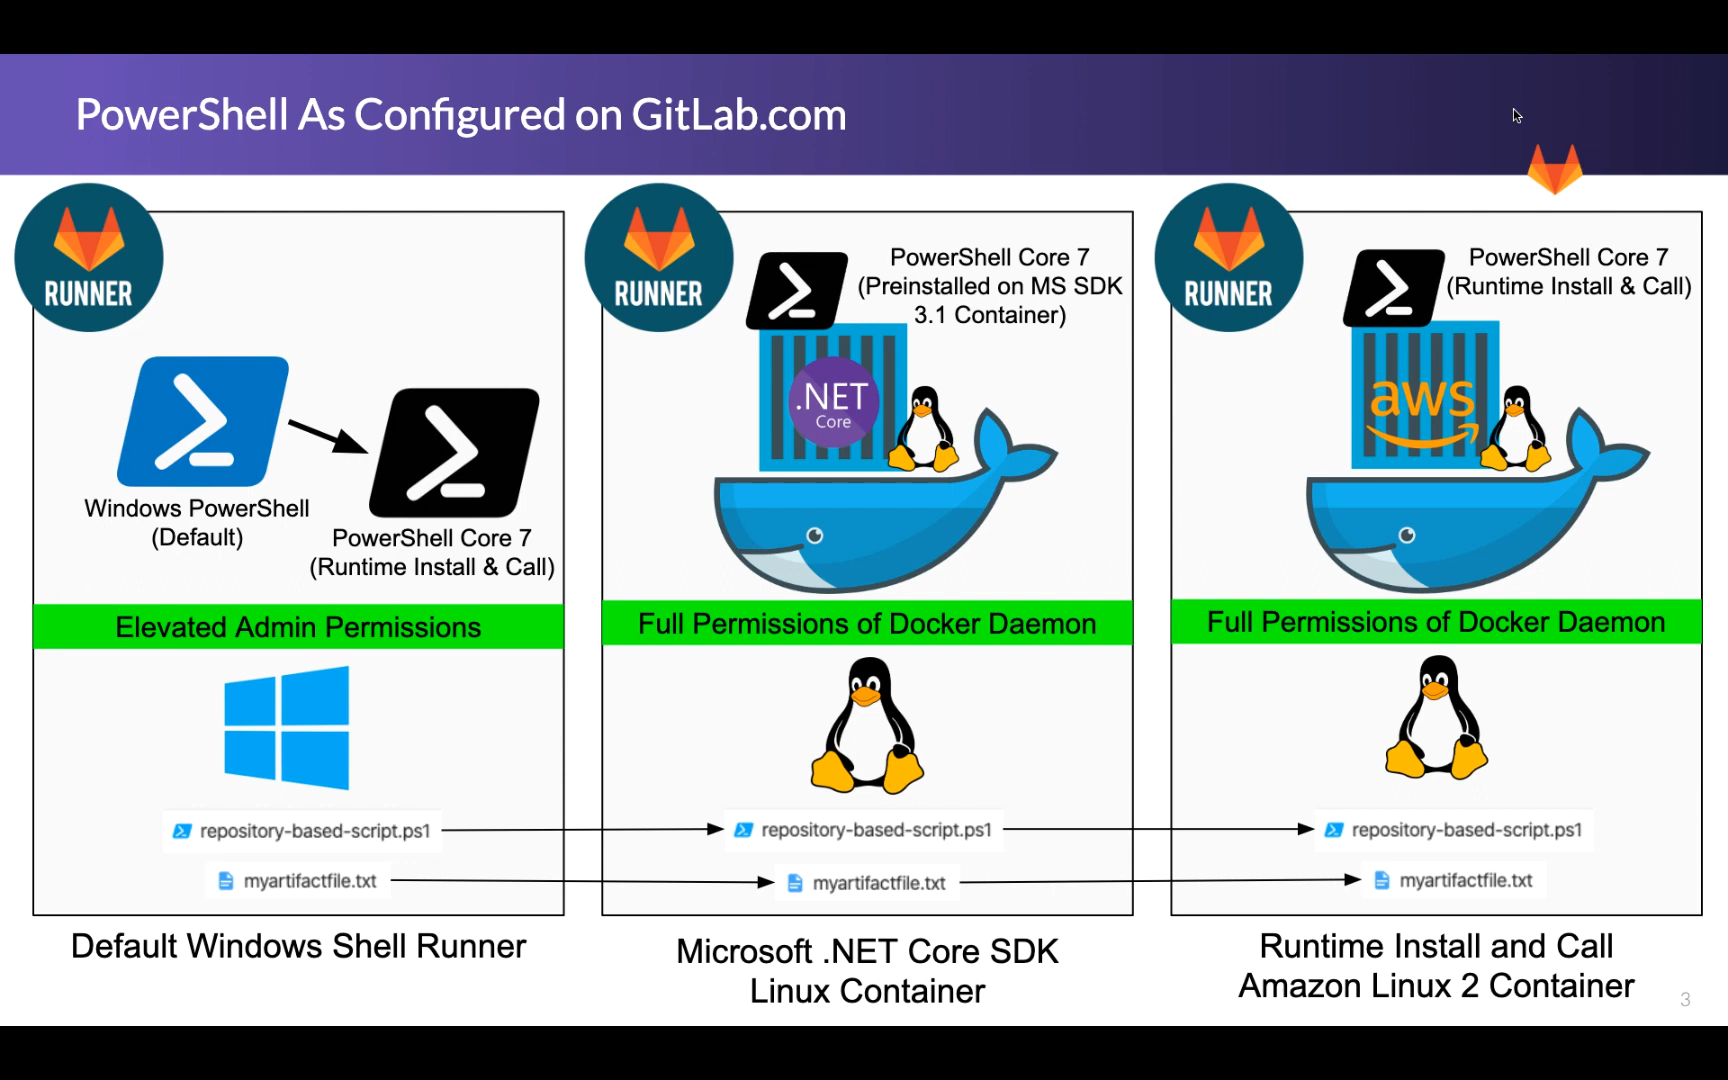 PowerShell As Configured on GitLab.com
RUNNER
Windows PowerShell
(Default)
PowerShell Core 7
(Runtime Install & Call)
Elevated Admin Permissions
repository-based-script.ps1
myartifactfile.txt
Default Windows Shell Runner
RUNNER
PowerShell Core 7
(Preinstalled on MS SDK
3.1 Container)
.NET
Core
Full Permissions of Docker Daemon
repository-based-script.ps1
myartifactfile.txt
Microsoft .NET Core SDK
Linux Container
RUNNER
PowerShell Core 7
(Runtime Install & Call)
aws
Full Permissions of Docker Daemon
repository-based-script.ps1
myartifactfile.txt
Runtime Install and Call
Amazon Linux 2 Container
3